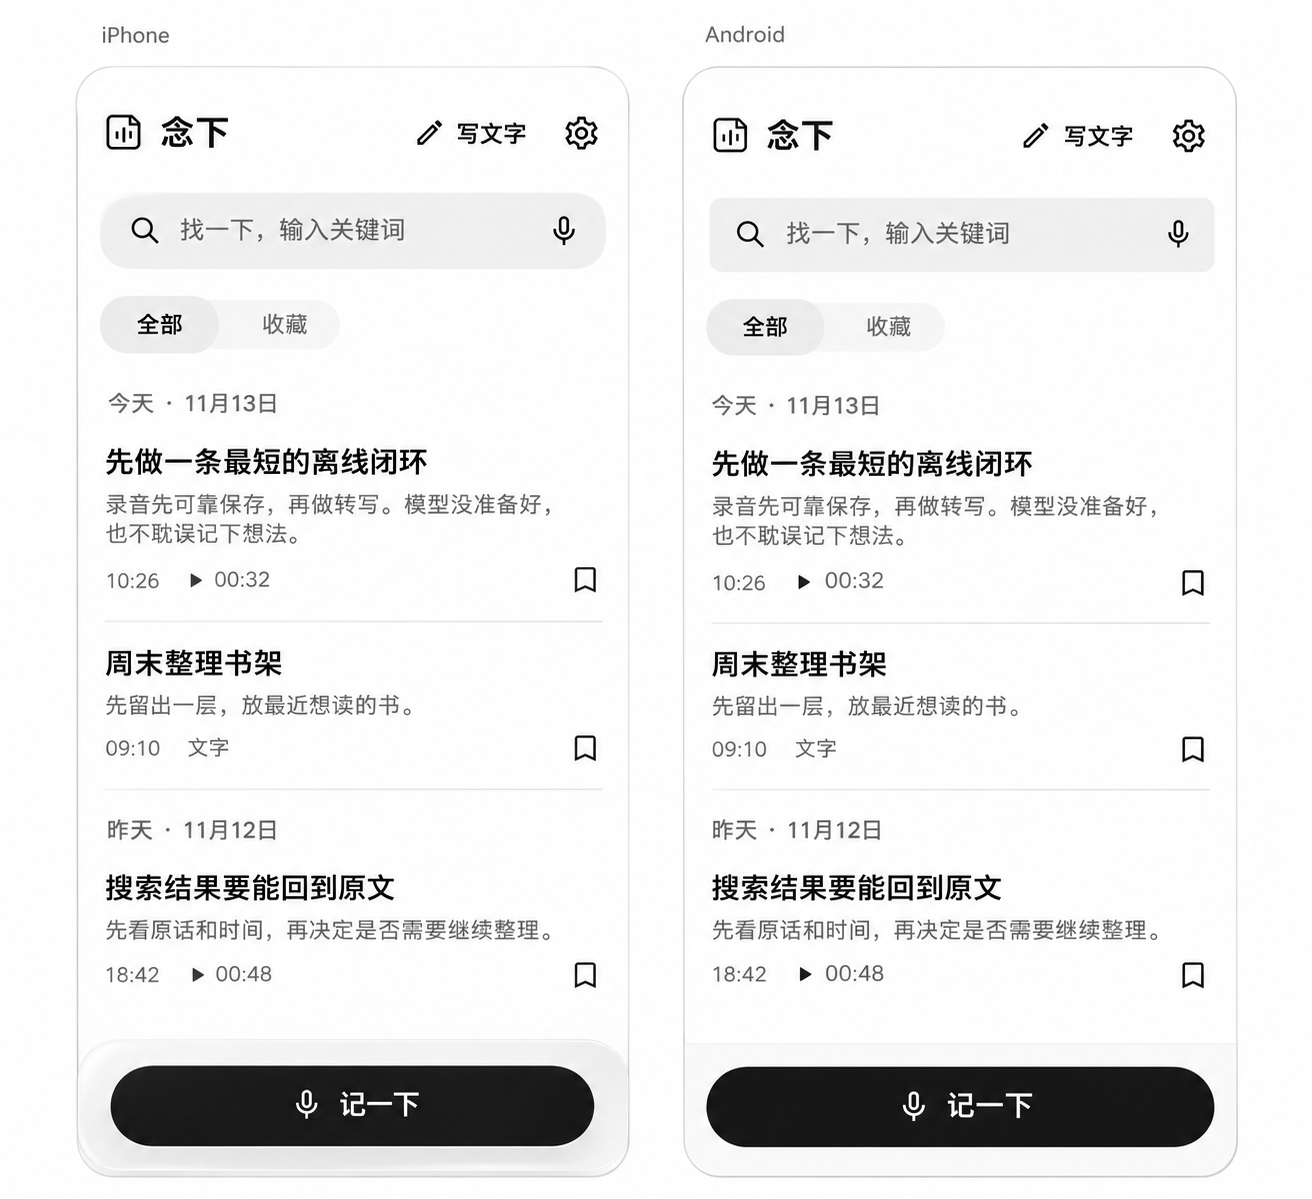 iPhone
念下
写文字
找一下，输入关键词
全部
收藏
今天 · 11月13日
先做一条最短的离线闭环
录音先可靠保存，再做转写。模型没准备好，
也不耽误记下想法。
10:26 00:32
周末整理书架
先留出一层，放最近想读的书。
09:10 文字
昨天 · 11月12日
搜索结果要能回到原文
先看原话和时间，再决定是否需要继续整理。
18:42 00:48
记一下
Android
念下
写文字
找一下，输入关键词
全部
收藏
今天 · 11月13日
先做一条最短的离线闭环
录音先可靠保存，再做转写。模型没准备好，
也不耽误记下想法。
10:26 00:32
周末整理书架
先留出一层，放最近想读的书。
09:10 文字
昨天 · 11月12日
搜索结果要能回到原文
先看原话和时间，再决定是否需要继续整理。
18:42 00:48
记一下